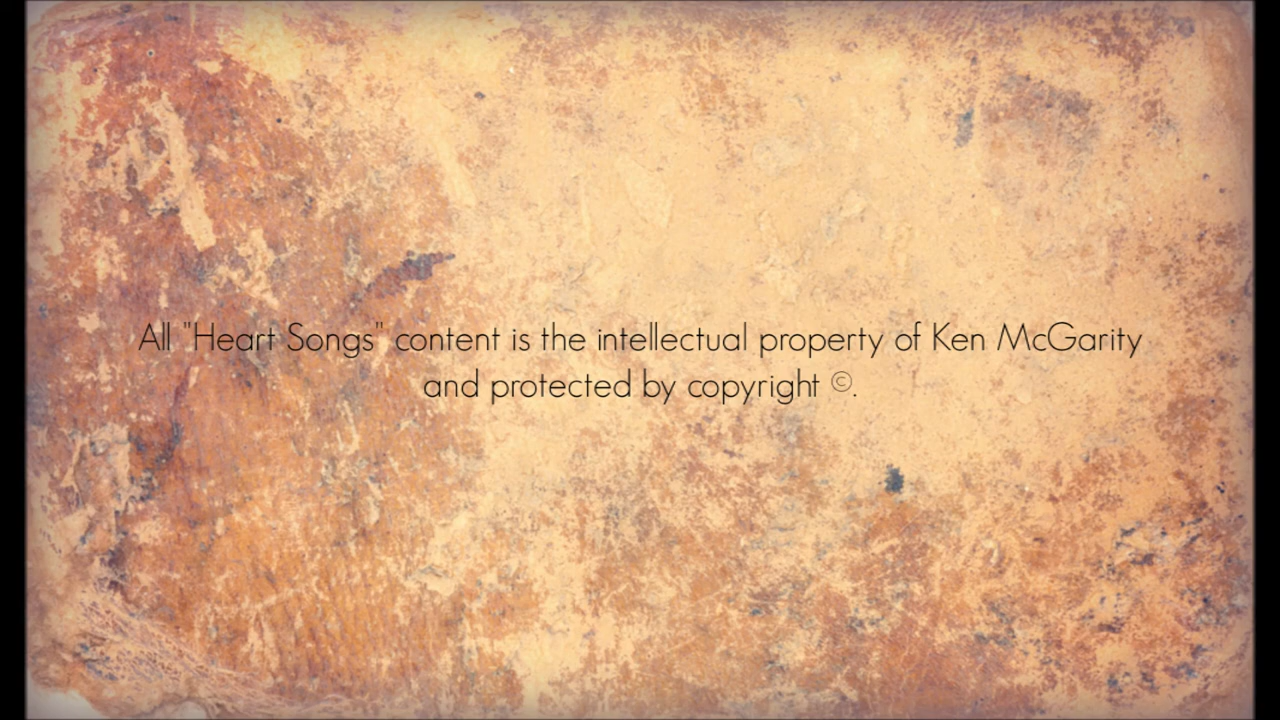 All "Heart Songs" content is the intellectual property of Ken McGarity
and protected by copyright ©.